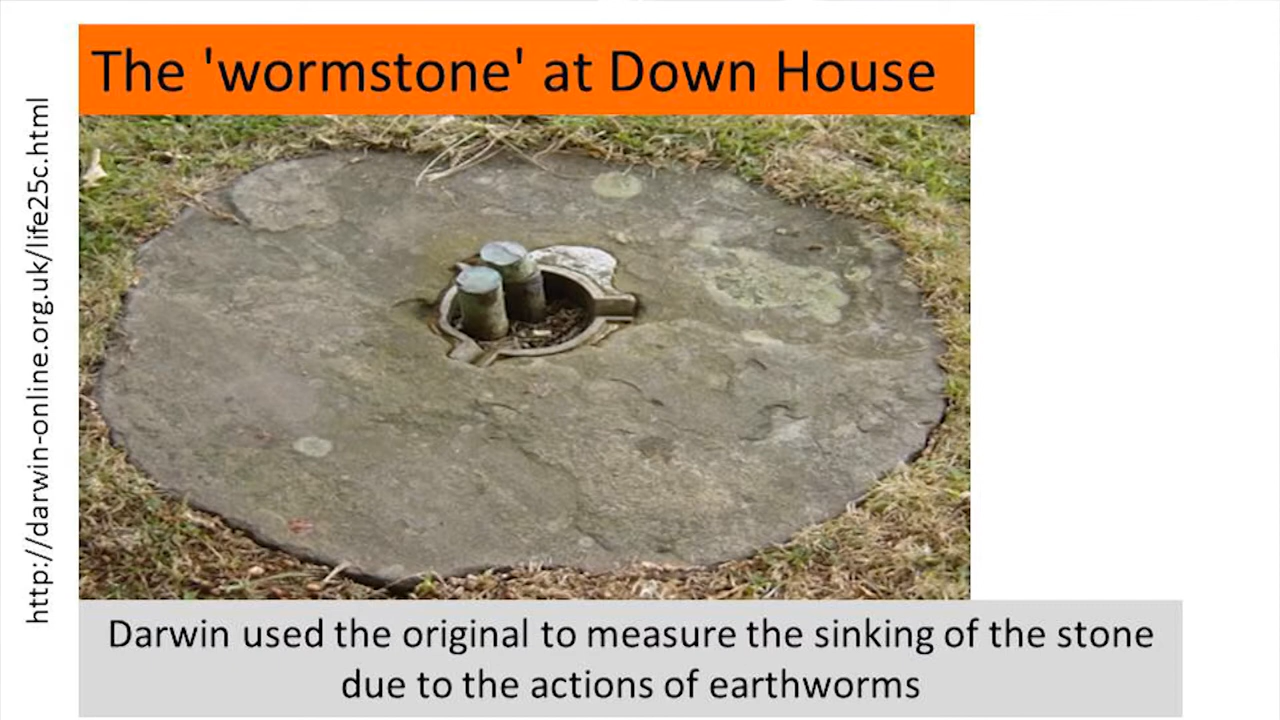 The 'wormstone' at Down House
http://darwin-online.org.uk/life25c.html
Darwin used the original to measure the sinking of the stone
due to the actions of earthworms